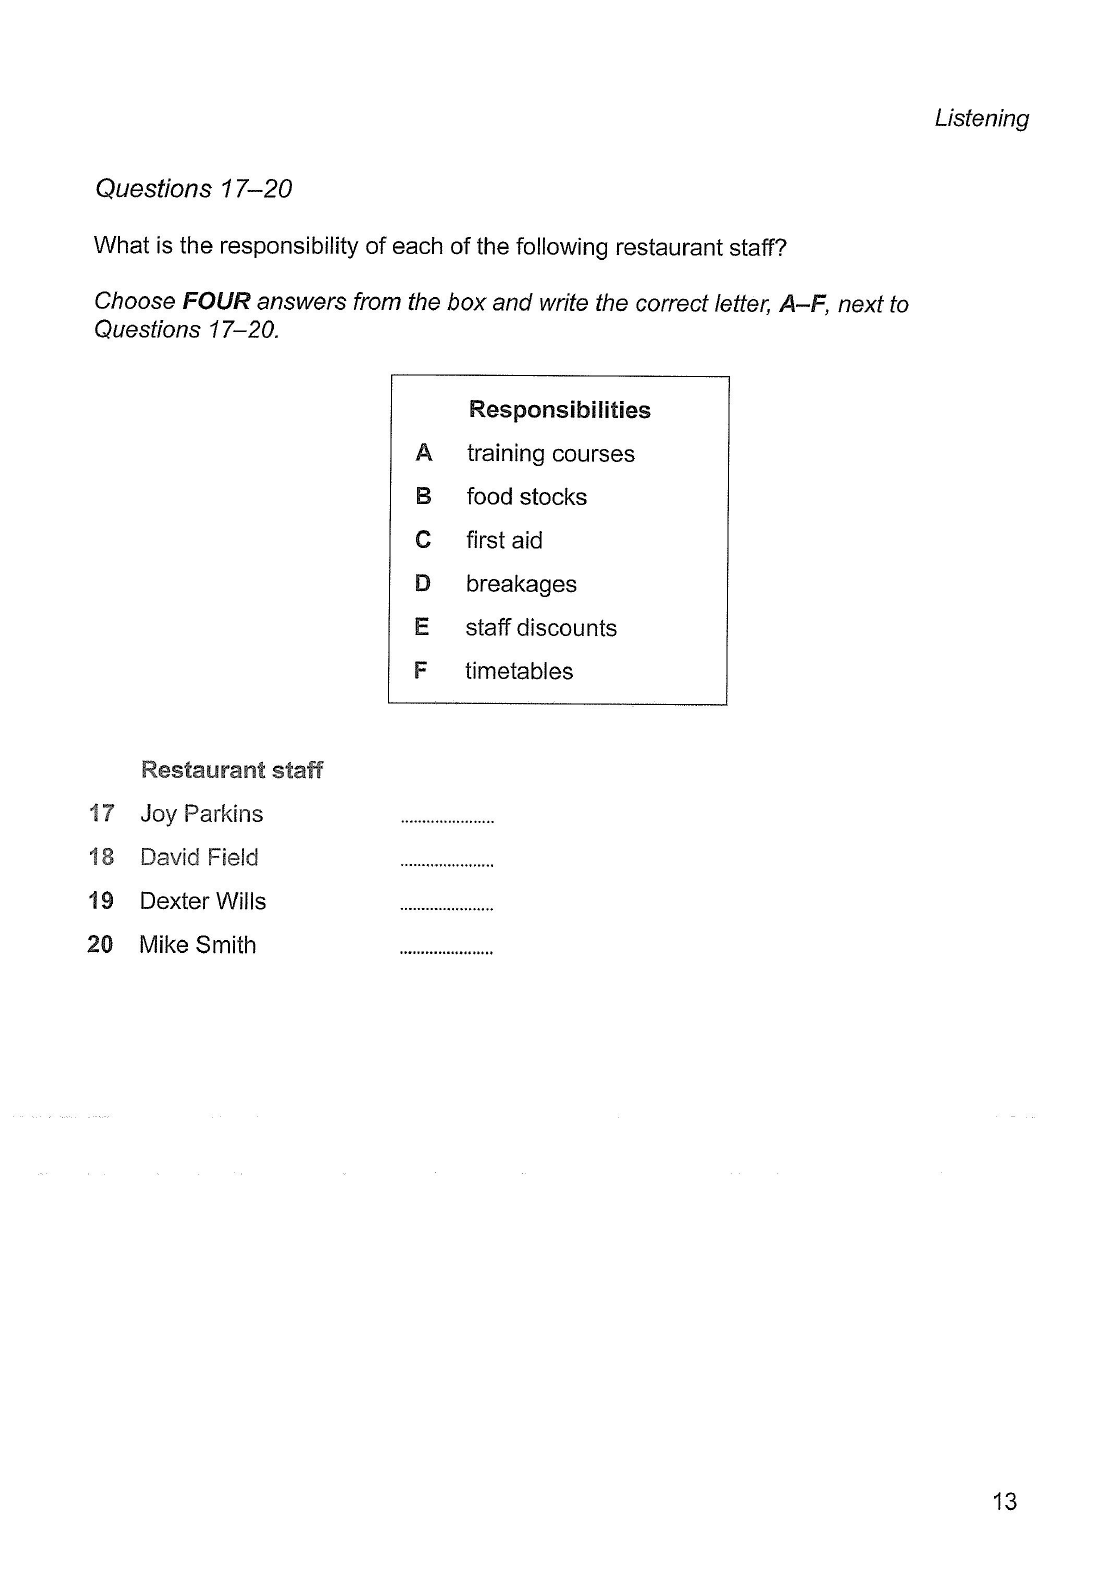 Listening
Questions 17–20
What is the responsibility of each of the following restaurant staff?
Choose FOUR answers from the box and write the correct letter, A–F, next to
Questions 17–20.
Responsibilities
A training courses
B food stocks
C first aid
D breakages
E staff discounts
F timetables
Restaurant staff
17 Joy Parkins ......................
18 David Field ......................
19 Dexter Wills ......................
20 Mike Smith ......................
13